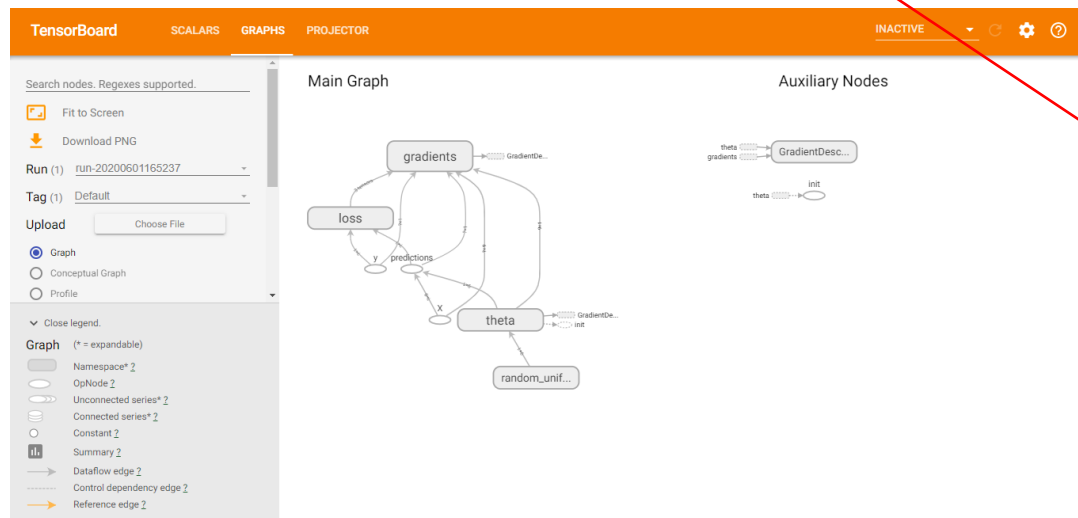 TensorBoard SCALARS GRAPHS PROJECTOR INACTIVE
Search nodes. Regexes supported.
Fit to Screen
Download PNG
Run (1) run-20200601165237
Tag (1) Default
Upload Choose File
Graph
Conceptual Graph
Profile
Close legend.
Graph (* = expandable)
Namespace* ?
OpNode ?
Unconnected series* ?
Connected series* ?
Constant ?
Summary ?
Dataflow edge ?
Control dependency edge ?
Reference edge ?
Main Graph
gradients
GradientDe...
loss
y predictions
x
theta
GradientDe...
init
random_unif...
Auxiliary Nodes
theta
gradients
GradientDesc...
init
theta